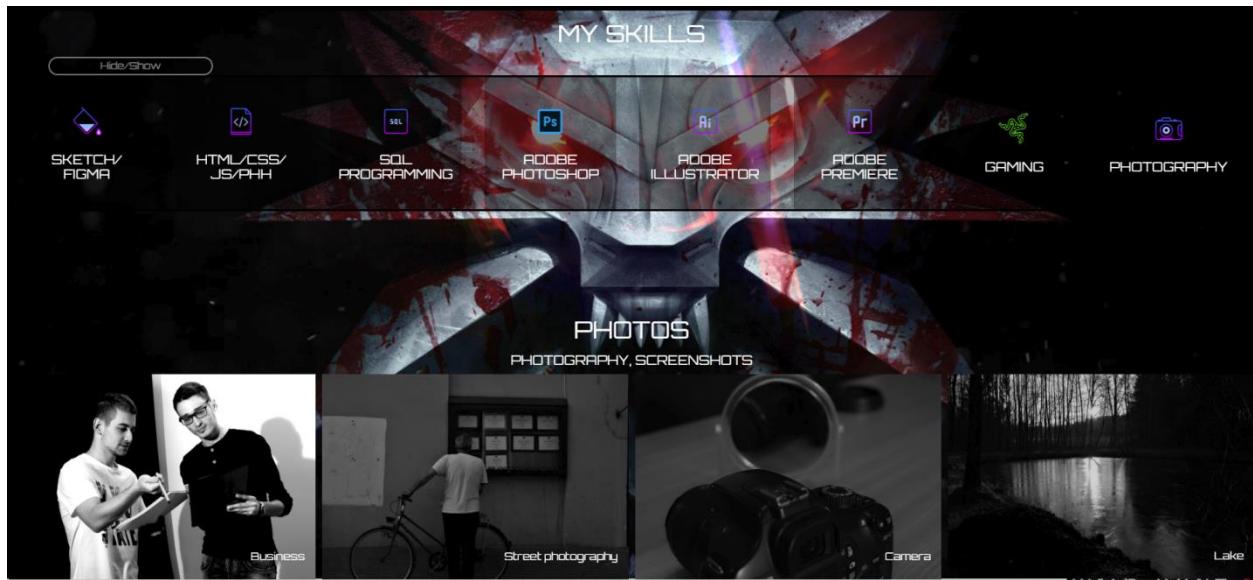 MY SKILLS
Hide/Show
</>
SQL
Ps
Ai
Pr
SKETCH/
FIGMA
HTML/CSS/
JS/PHH
SQL
PROGRAMMING
ADOBE
PHOTOSHOP
ADOBE
ILLUSTRATOR
ADOBE
PREMIERE
GAMING
PHOTOGRAPHY
PHOTOS
PHOTOGRAPHY, SCREENSHOTS
Business
Street photography
Camera
Lake